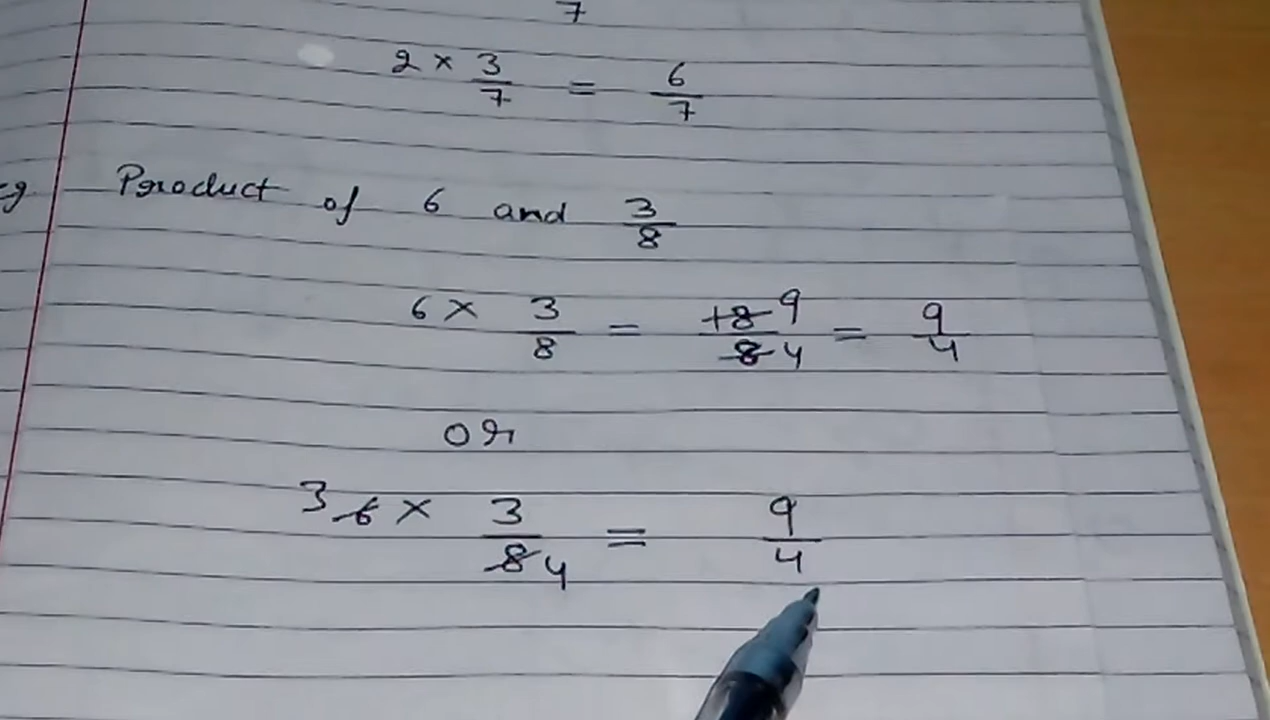 7
2 × 3/7 = 6/7
eg Product of 6 and 3/8
6 × 3/8 = 18 9/8 4 = 9/4
or
3 6 × 3/8 4 = 9/4